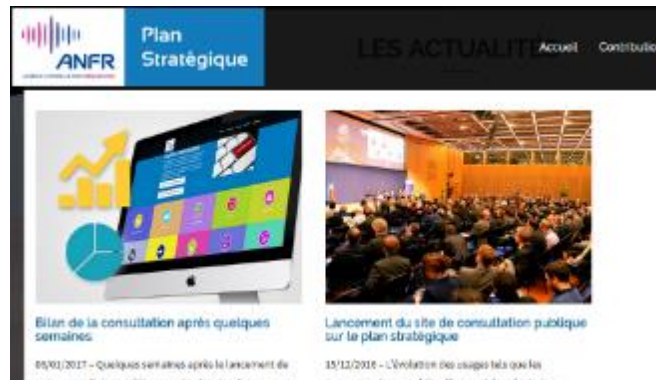 ANFR
Plan
Stratégique
LES ACTUALITÉS
Accueil
Bilan de la consultation après quelques
semaines
Lancement du site de consultation publique
sur le plan stratégique
06/01/2017 – Quelques semaines après le lancement de
15/12/2016 – L'évolution des usages tels que les